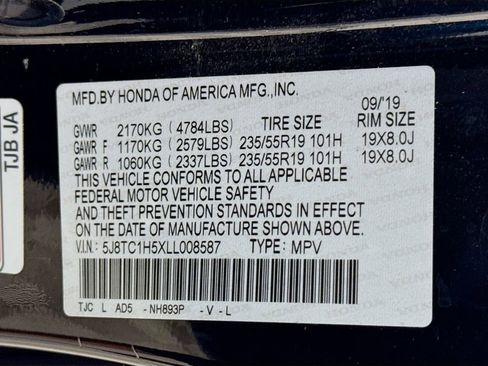 MFD.BY HONDA OF AMERICA MFG.,INC.
09/'19
GVWR 2170KG (4784LBS) TIRE SIZE RIM SIZE
GAWR F 1170KG (2579LBS) 235/55R19 101H 19X8.0J
GAWR R 1060KG (2337LBS) 235/55R19 101H 19X8.0J
THIS VEHICLE CONFORMS TO ALL APPLICABLE
FEDERAL MOTOR VEHICLE SAFETY
AND THEFT PREVENTION STANDARDS IN EFFECT
ON THE DATE OF MANUFACTURE SHOWN ABOVE.
V.I.N.: 5J8TC1H5XLL008587 TYPE: MPV
TJC L AD5 -NH893P -V-L
TJB JA